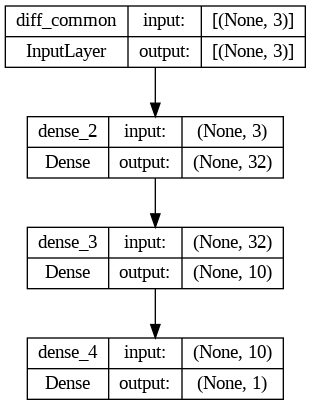 diff_common input: [(None, 3)]
InputLayer output: [(None, 3)]
dense_2 input: (None, 3)
Dense output: (None, 32)
dense_3 input: (None, 32)
Dense output: (None, 10)
dense_4 input: (None, 10)
Dense output: (None, 1)